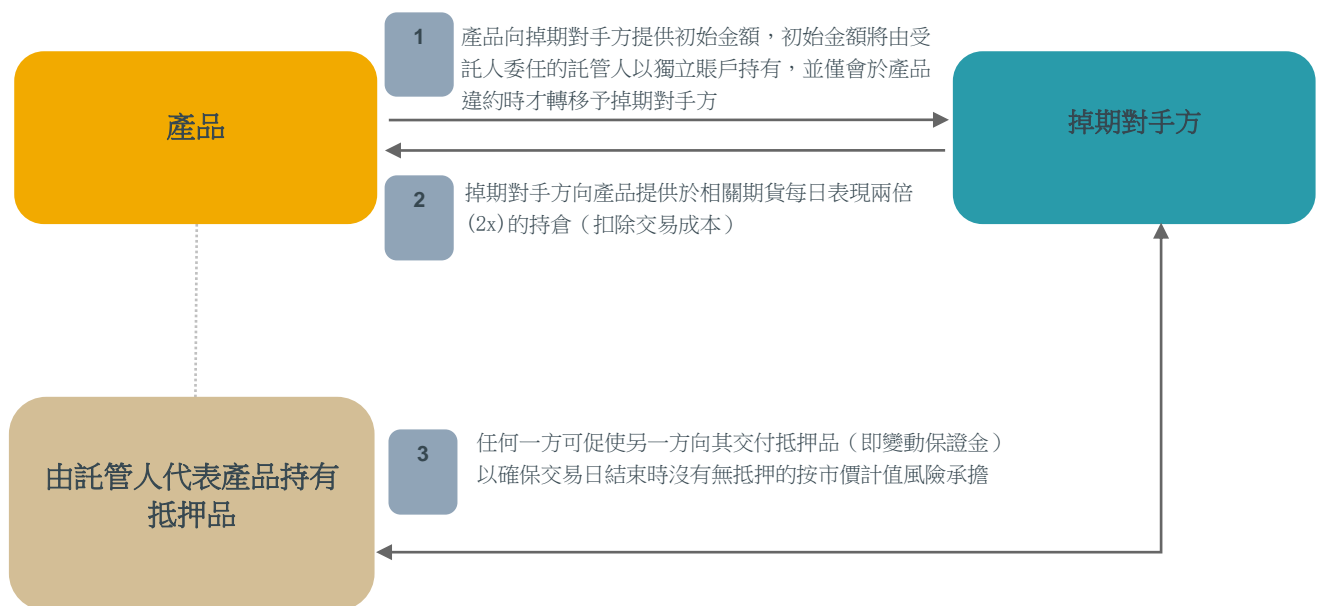 1
產品向掉期對手方提供初始金額，初始金額將由受
託人委任的託管人以獨立賬戶持有，並僅會於產品
違約時才轉移予掉期對手方
產品
掉期對手方
2
掉期對手方向產品提供於相關期貨每日表現兩倍
(2x)的持倉（扣除交易成本）
由託管人代表產品持有
抵押品
3
任何一方可促使另一方向其交付抵押品（即變動保證金）
以確保交易日結束時沒有無抵押的按市價計值風險承擔